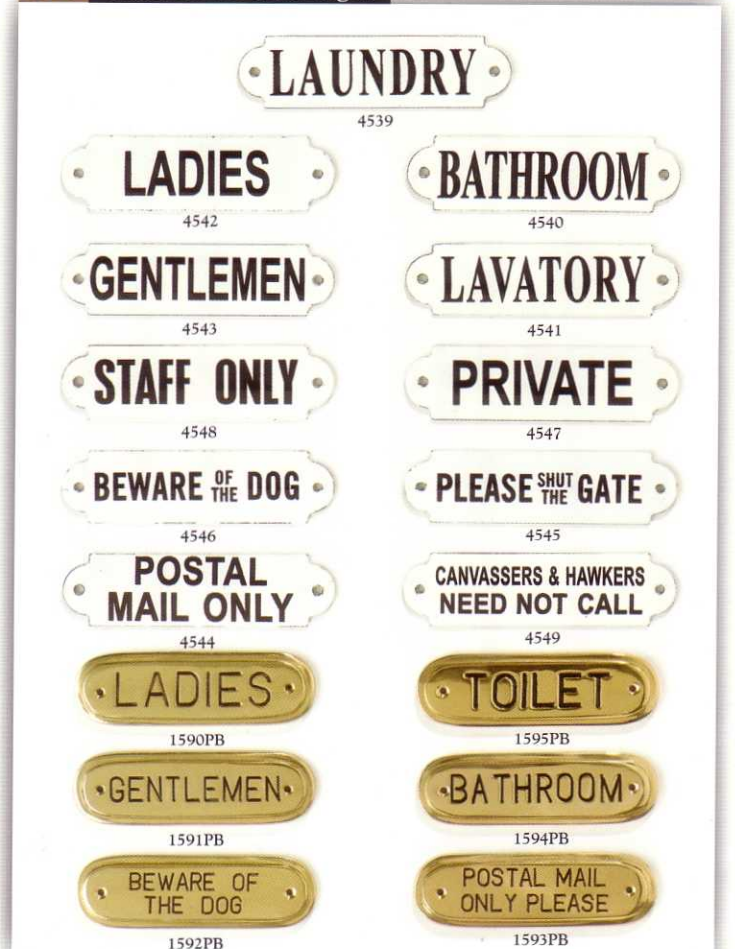 LAUNDRY
4539
LADIES
4542
BATHROOM
4540
GENTLEMEN
4543
LAVATORY
4541
STAFF ONLY
4548
PRIVATE
4547
BEWARE OF THE DOG
4546
PLEASE SHUT THE GATE
4545
POSTAL
MAIL ONLY
4544
CANVASSERS & HAWKERS
NEED NOT CALL
4549
LADIES
1590PB
TOILET
1595PB
GENTLEMEN
1591PB
BATHROOM
1594PB
BEWARE OF
THE DOG
1592PB
POSTAL MAIL
ONLY PLEASE
1593PB